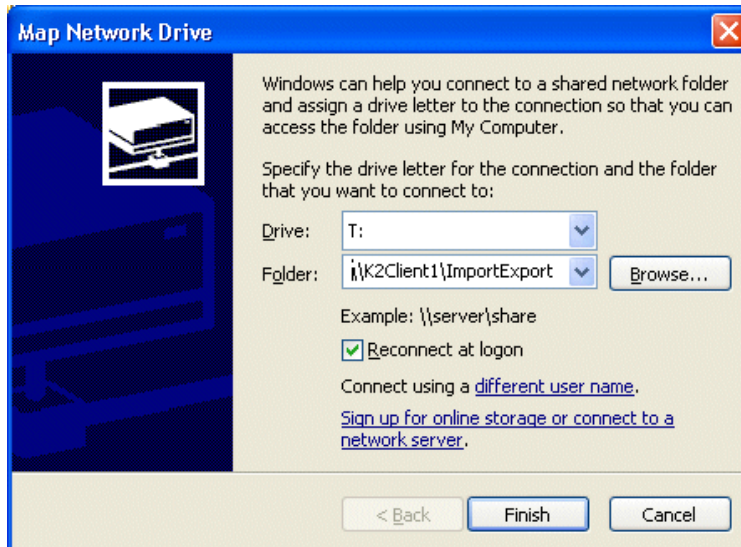 Map Network Drive
Windows can help you connect to a shared network folder
and assign a drive letter to the connection so that you can
access the folder using My Computer.
Specify the drive letter for the connection and the folder
that you want to connect to:
Drive: T:
Folder: \\K2Client1\ImportExport Browse...
Example: \\server\share
Reconnect at logon
Connect using a different user name.
Sign up for online storage or connect to a
network server.
< Back Finish Cancel